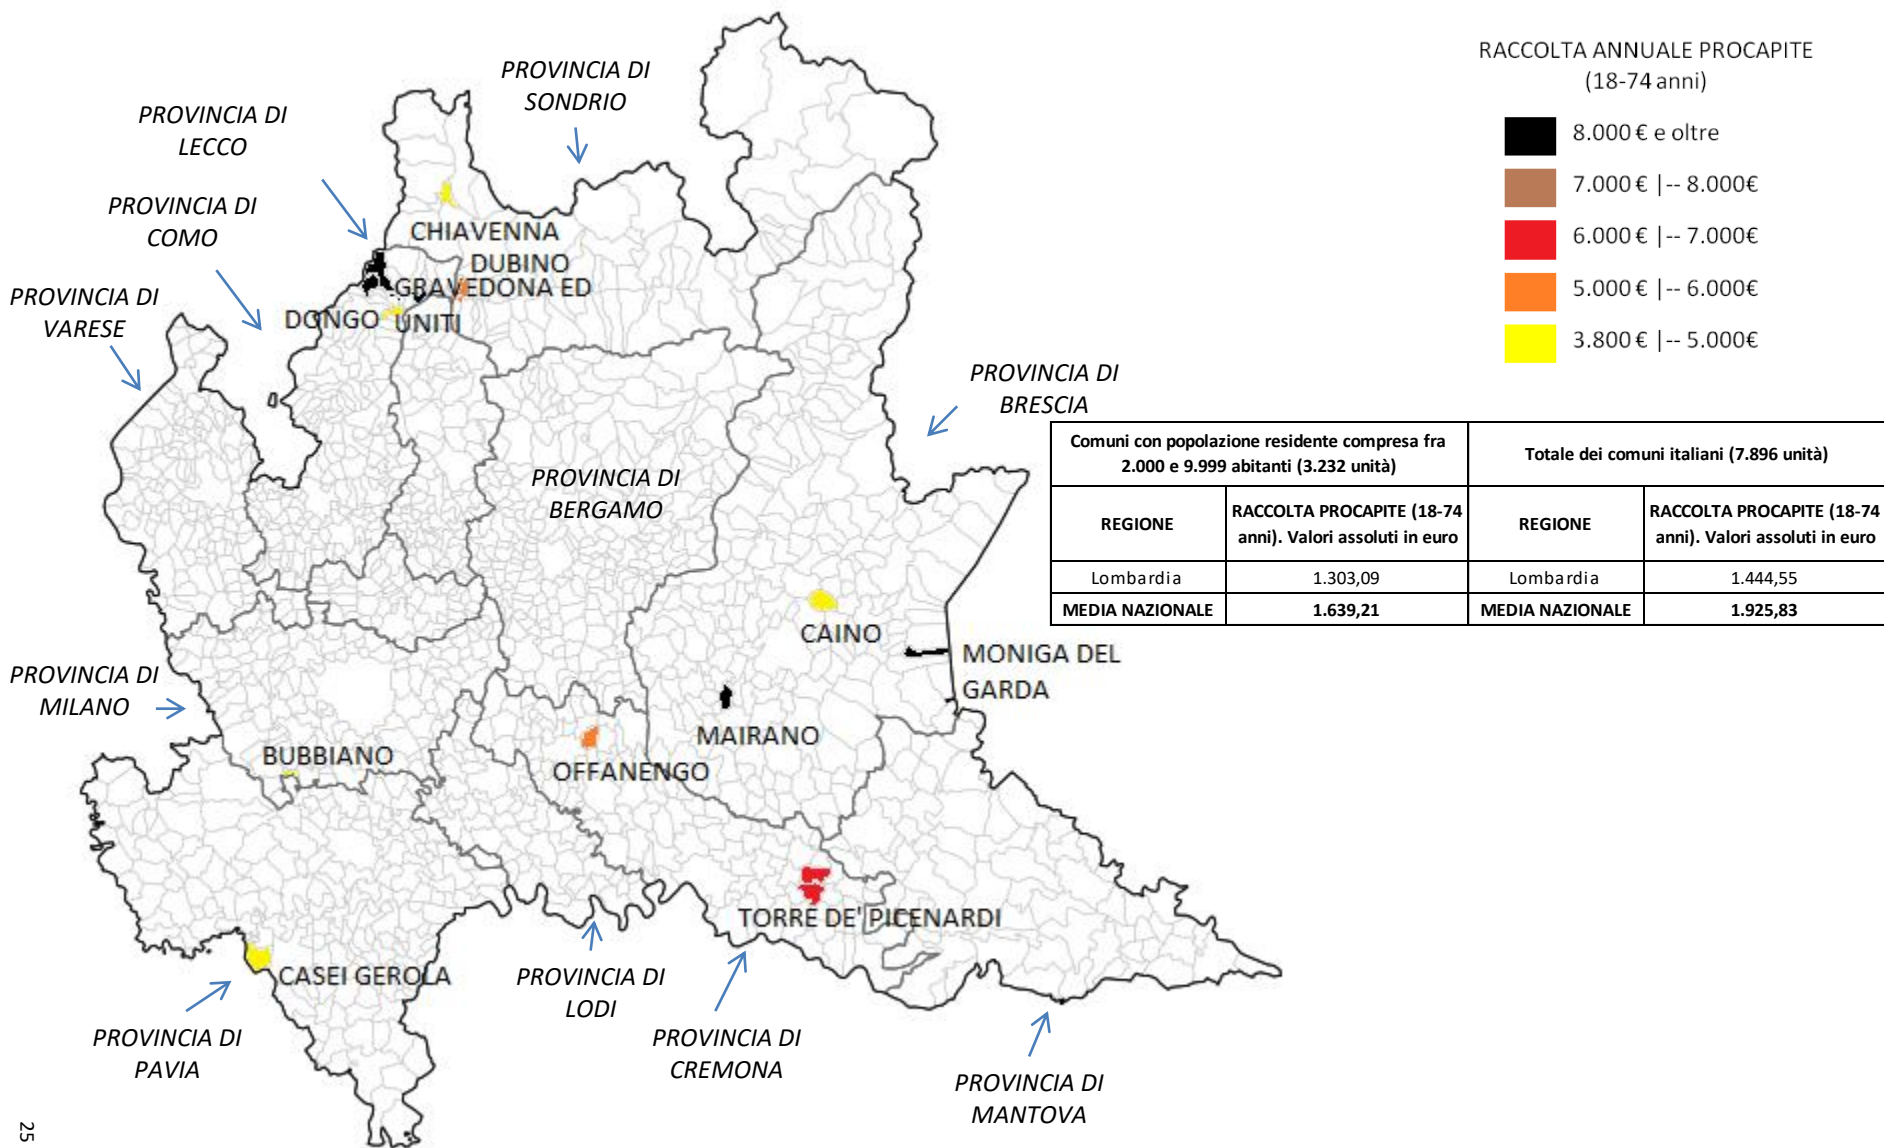 RACCOLTA ANNUALE PROCAPITE
(18-74 anni)
8.000 € e oltre
7.000 € |-- 8.000€
6.000 € |-- 7.000€
5.000 € |-- 6.000€
3.800 € |-- 5.000€
PROVINCIA DI
SONDRIO
PROVINCIA DI
LECCO
PROVINCIA DI
COMO
PROVINCIA DI
VARESE
CHIAVENNA
DUBINO
GRAVEDONA ED
UNITI
DONGO
PROVINCIA DI
BRESCIA
PROVINCIA DI
BERGAMO
Comuni con popolazione residente compresa fra
2.000 e 9.999 abitanti (3.232 unità)
Totale dei comuni italiani (7.896 unità)
REGIONE
RACCOLTA PROCAPITE (18-74
anni). Valori assoluti in euro
REGIONE
RACCOLTA PROCAPITE (18-74
anni). Valori assoluti in euro
Lombardia 1.303,09 Lombardia 1.444,55
MEDIA NAZIONALE 1.639,21 MEDIA NAZIONALE 1.925,83
CAINO
MONIGA DEL
GARDA
PROVINCIA DI
MILANO
MAIRANO
BUBBIANO
OFFANENGO
TORRE DE' PICENARDI
CASEI GEROLA
PROVINCIA DI
LODI
PROVINCIA DI
PAVIA
PROVINCIA DI
CREMONA
PROVINCIA DI
MANTOVA
25